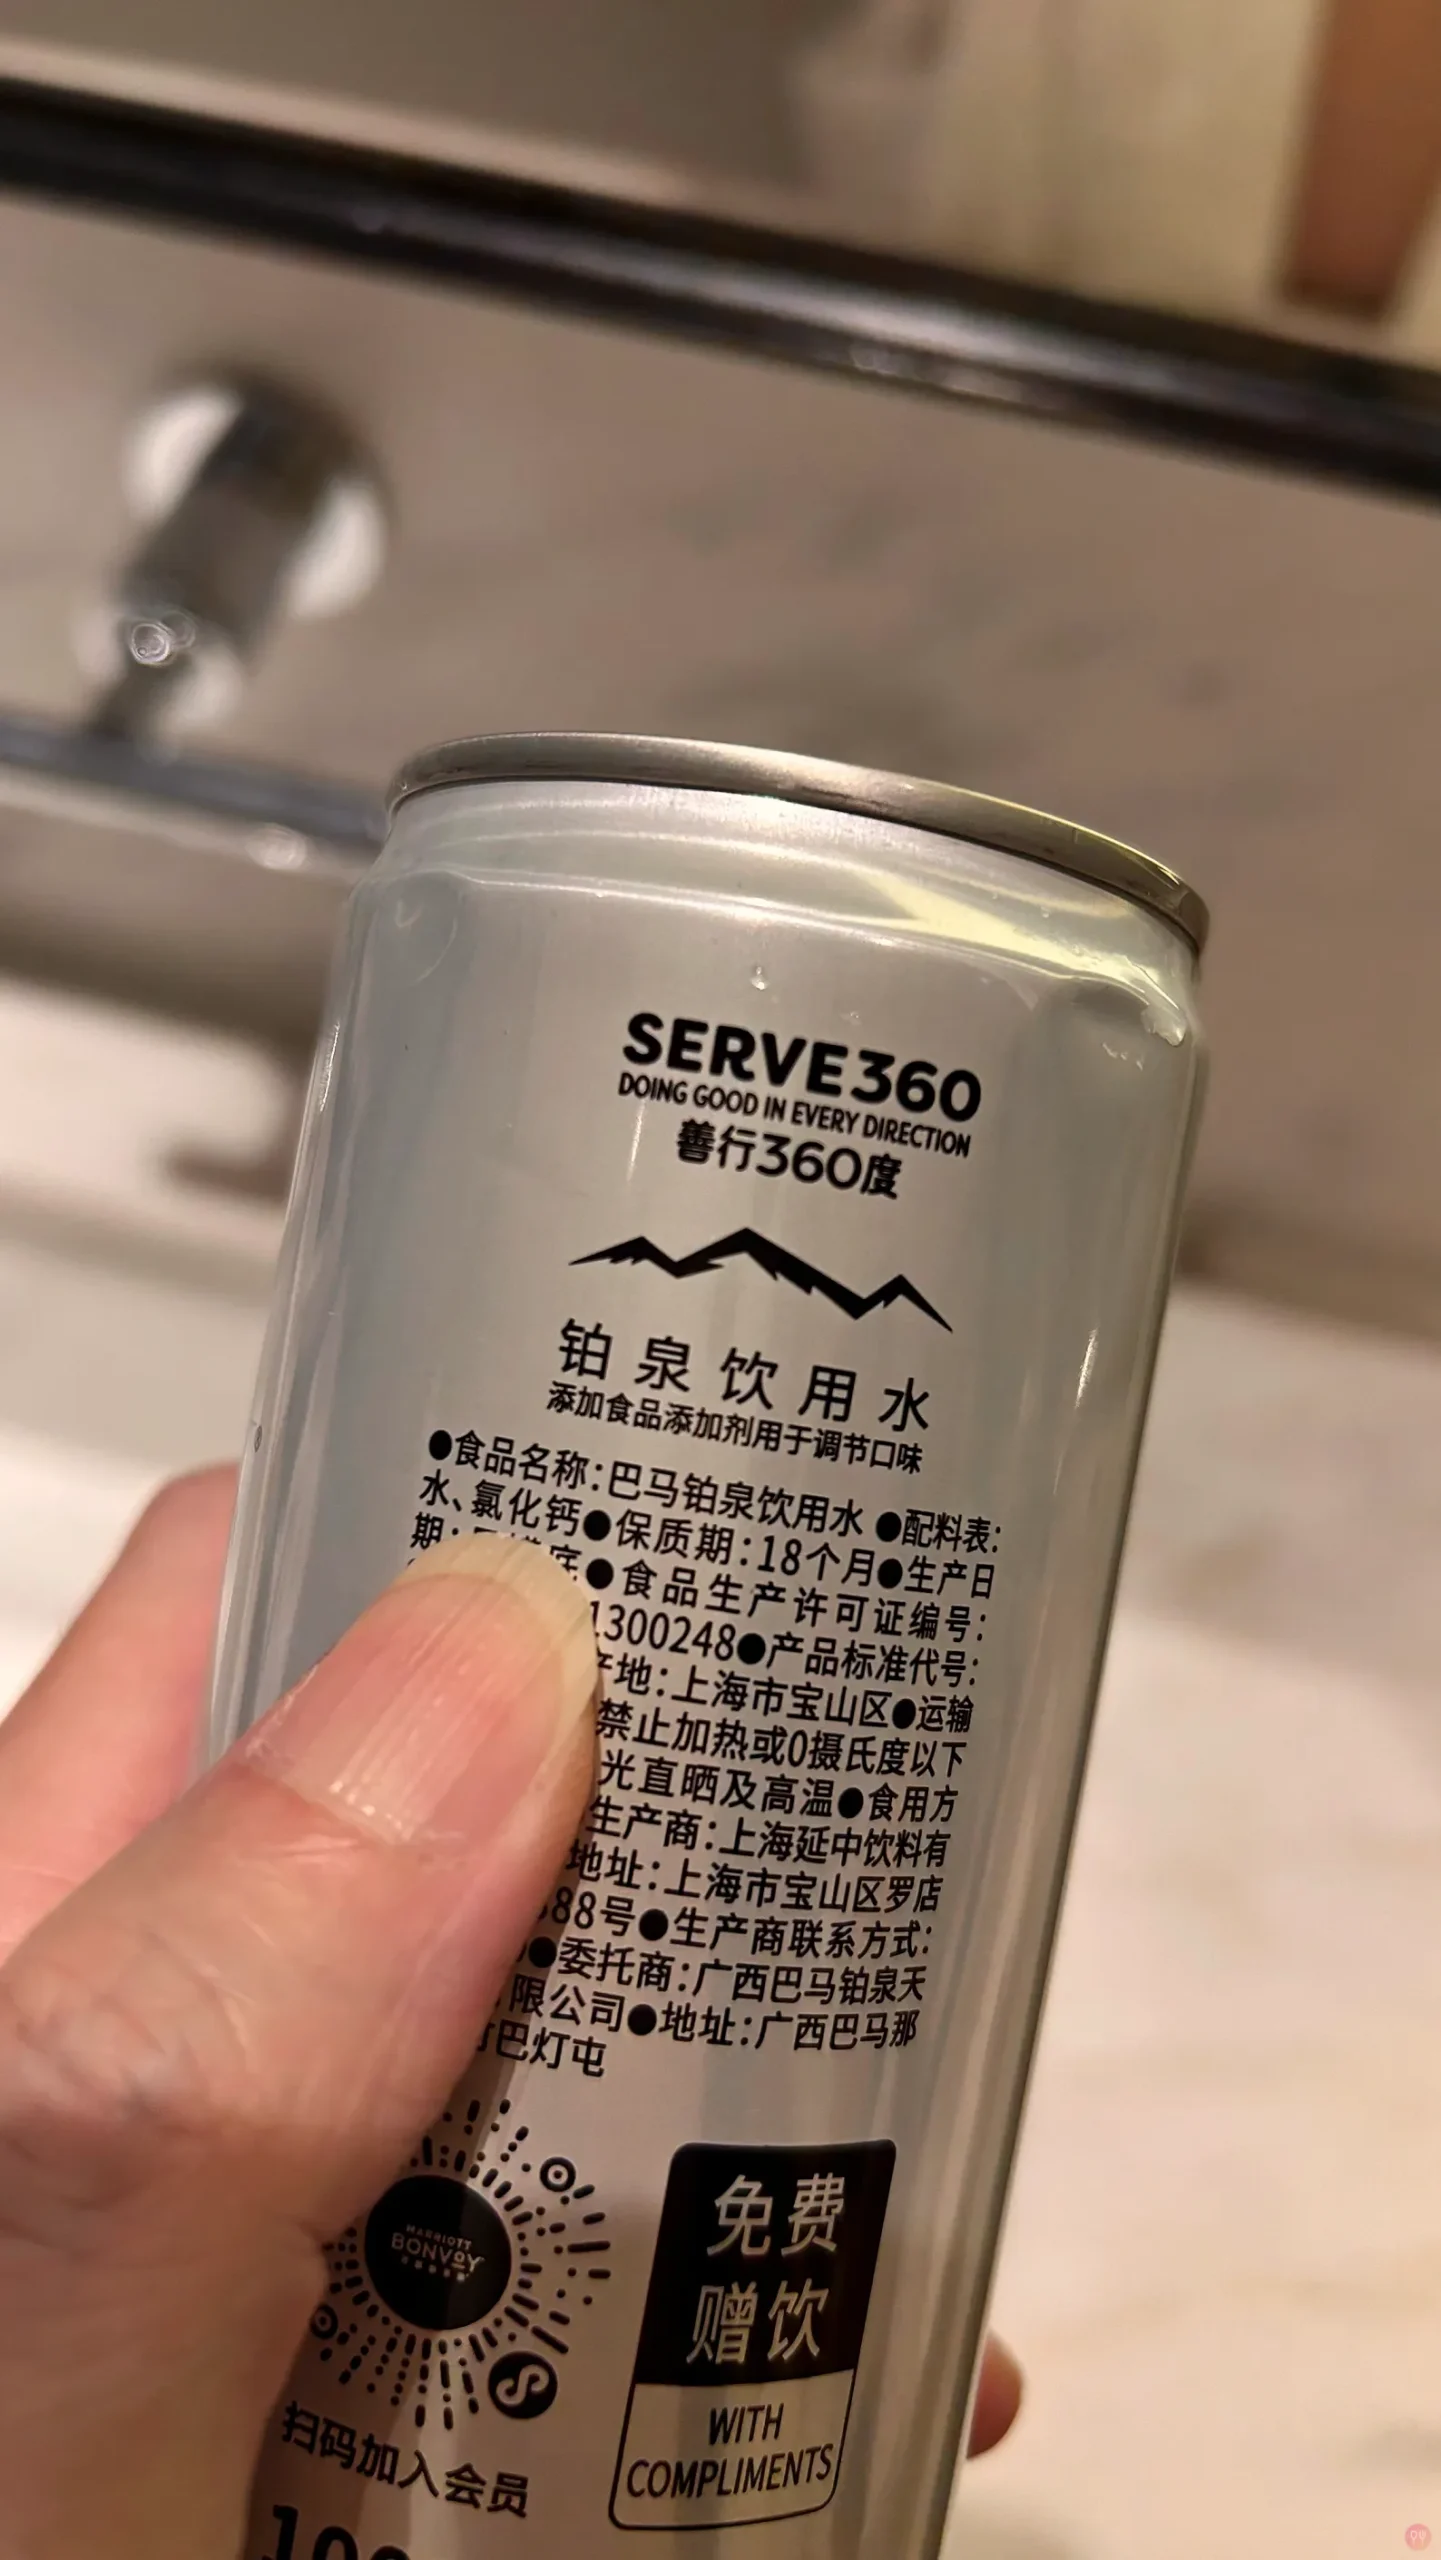 SERVE360
DOING GOOD IN EVERY DIRECTION
善行360度
铂泉饮用水
添加食品添加剂用于调节口味
●食品名称：巴马铂泉饮用水 ●配料表：
水、氯化钙●保质期：18个月●生产日
期：●食品生产许可证编号：
1300248●产品标准代号：
产地：上海市宝山区●运输
禁止加热或0摄氏度以下
光直晒及高温●食用方
生产商：上海延中饮料有
地址：上海市宝山区罗店
88号●生产商联系方式：
●委托商：广西巴马铂泉天
限公司●地址：广西巴马那
巴灯屯
MARRIOTT
BONVOY
扫码加入会员
免费
赠饮
WITH
COMPLIMENTS